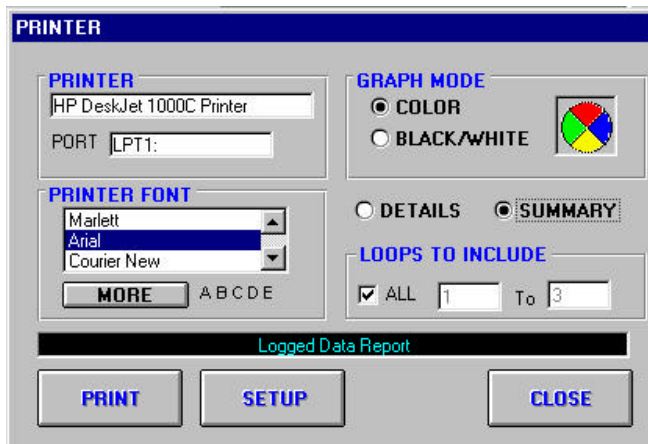 PRINTER
PRINTER
HP DeskJet 1000C Printer
PORT LPT1:
PRINTER FONT
Marlett
Arial
Courier New
MORE ABCDE
GRAPH MODE
COLOR
BLACK/WHITE
DETAILS SUMMARY
LOOPS TO INCLUDE
ALL 1 To 3
Logged Data Report
PRINT SETUP CLOSE